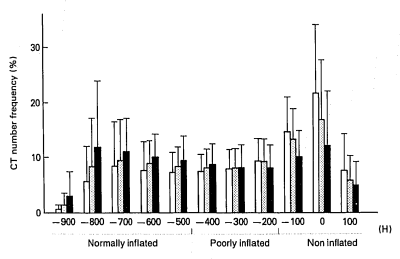 CT number frequency (%)
30
20
10
0
−900 −800 −700 −600 −500 −400 −300 −200 −100 0 100 (H)
Normally inflated Poorly inflated Non inflated